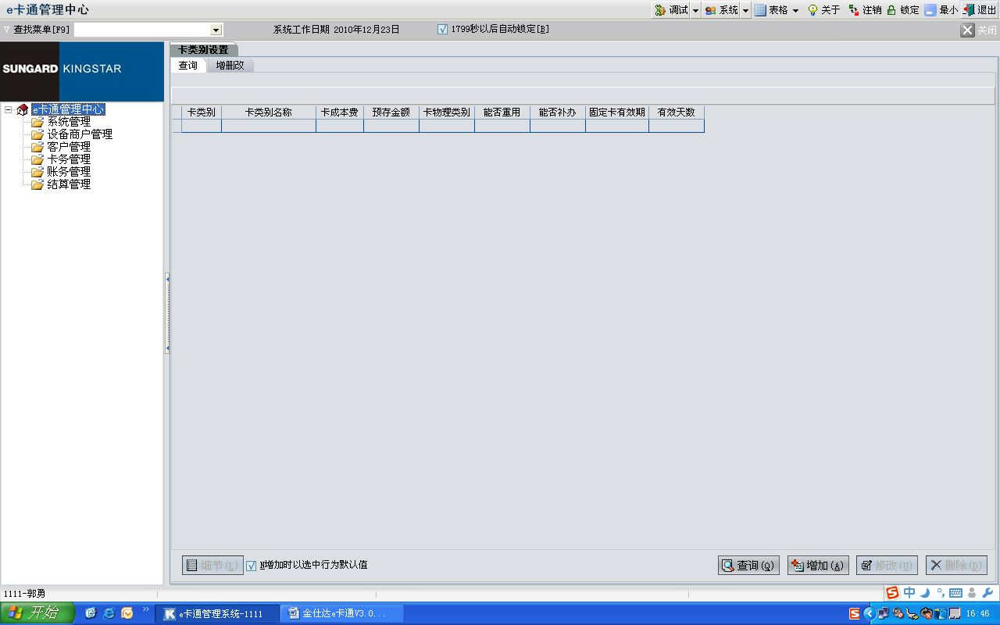 e卡通管理中心
调试 系统 表格 关于 注销 锁定 最小 退出
查找菜单[F9] 系统工作日期 2010年12月23日 1799秒以后自动锁定[B] 关闭
SUNGARD KINGSTAR
卡类别设置
查询 增删改
e卡通管理中心
系统管理
设备商户管理
客户管理
卡务管理
账务管理
结算管理
卡类别 卡类别名称 卡成本费 预存金额 卡物理类别 能否重用 能否补办 固定卡有效期 有效天数
细节(L) N增加时以选中行为默认值 查询(Q) 增加(A) 修改(U) 删除(D)
1111-郭勇
中
开始 e卡通管理系统-1111 金仕达e卡通V3.0... 16:46